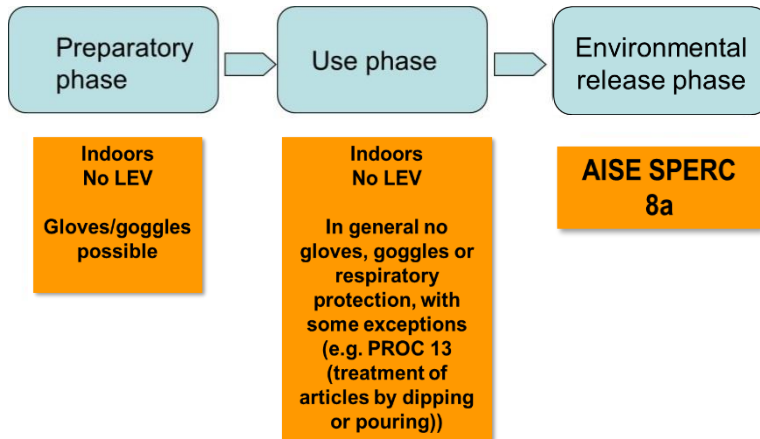 Preparatory
phase
Use phase
Environmental
release phase
Indoors
No LEV
Gloves/goggles
possible
Indoors
No LEV
In general no
gloves, goggles or
respiratory
protection, with
some exceptions
(e.g. PROC 13
(treatment of
articles by dipping
or pouring))
AISE SPERC
8a